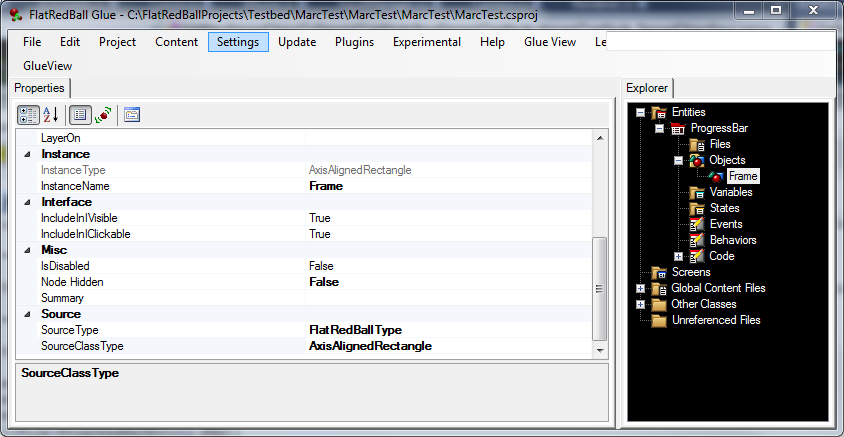 FlatRedBall Glue - C:\FlatRedBallProjects\Testbed\MarcTest\MarcTest\MarcTest\MarcTest.csproj
File Edit Project Content Settings Update Plugins Experimental Help Glue View Le
GlueView
Properties
LayerOn
Instance
InstanceType AxisAlignedRectangle
InstanceName Frame
Interface
IncludeInIVisible True
IncludeInIClickable True
Misc
IsDisabled False
Node Hidden False
Summary
Source
SourceType FlatRedBallType
SourceClassType AxisAlignedRectangle
SourceClassType
Explorer
Entities
ProgressBar
Files
Objects
Frame
Variables
States
Events
Behaviors
Code
Screens
Global Content Files
Other Classes
Unreferenced Files